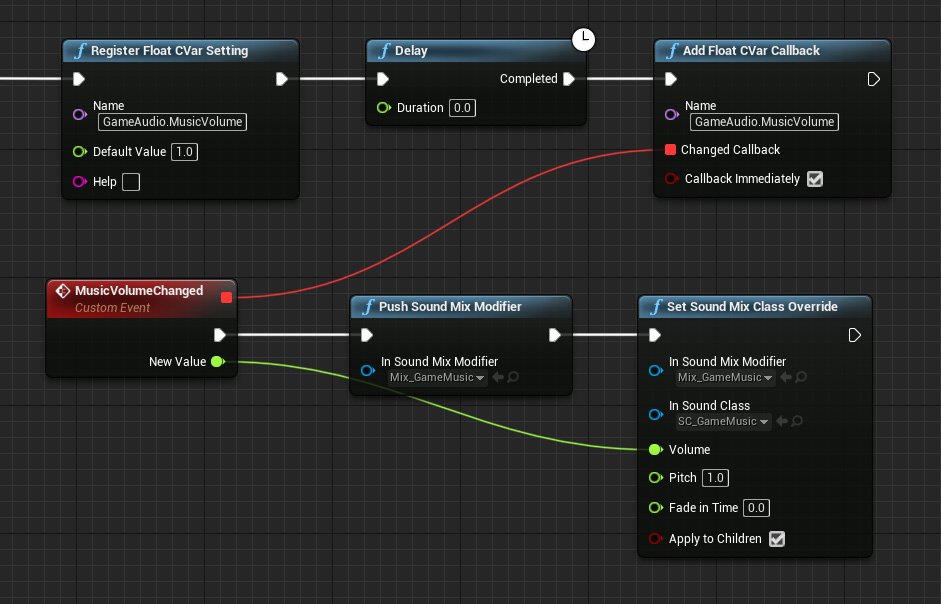 Register Float CVar Setting
Name
GameAudio.MusicVolume
Default Value 1.0
Help
Delay
Completed
Duration 0.0
Add Float CVar Callback
Name
GameAudio.MusicVolume
Changed Callback
Callback Immediately
MusicVolumeChanged
Custom Event
New Value
Push Sound Mix Modifier
In Sound Mix Modifier
Mix_GameMusic
Set Sound Mix Class Override
In Sound Mix Modifier
Mix_GameMusic
In Sound Class
SC_GameMusic
Volume
Pitch 1.0
Fade in Time 0.0
Apply to Children